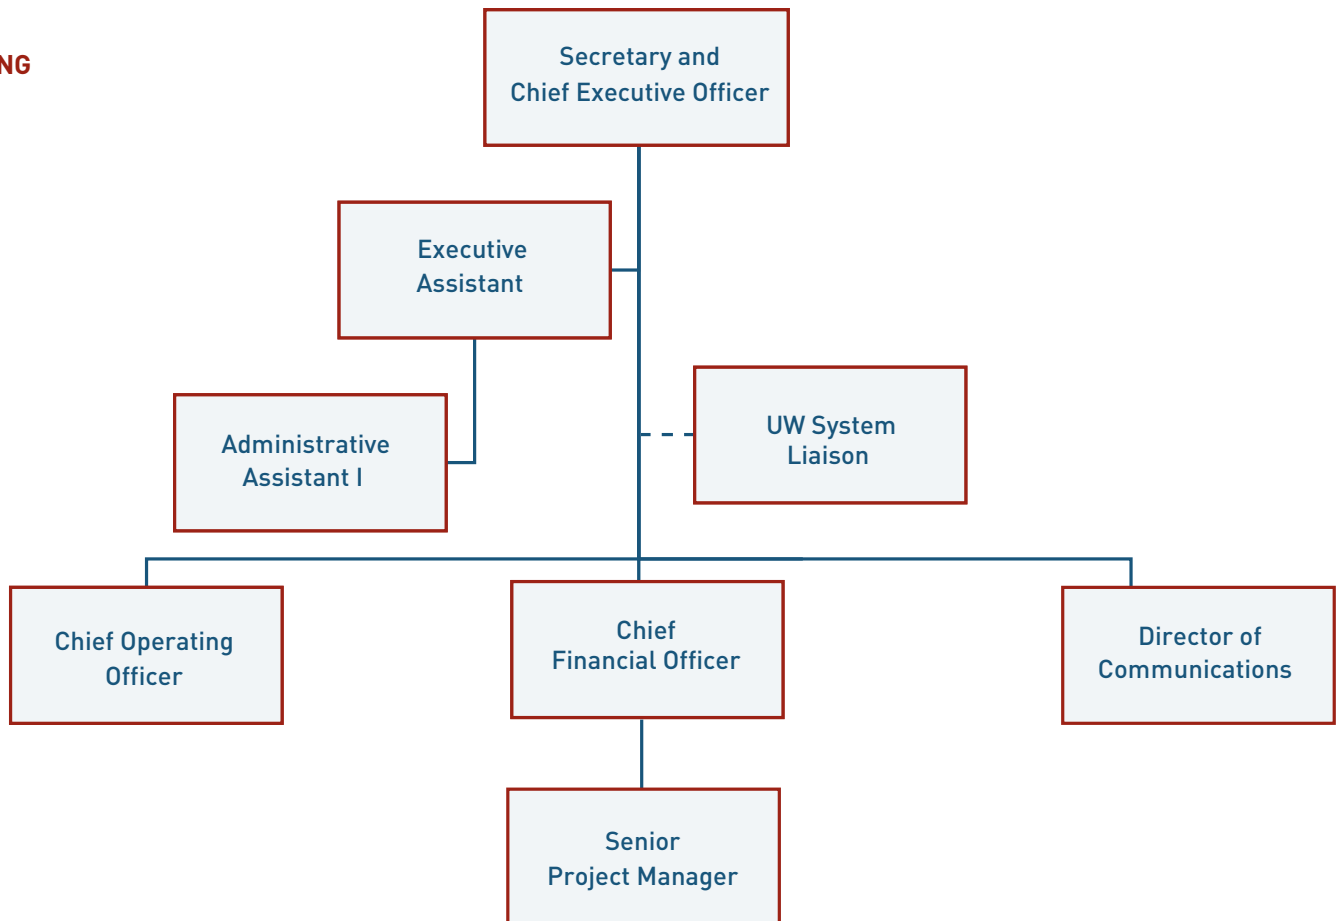 NG
Secretary and
Chief Executive Officer
Executive
Assistant
Administrative
Assistant I
UW System
Liaison
Chief Operating
Officer
Chief
Financial Officer
Director of
Communications
Senior
Project Manager